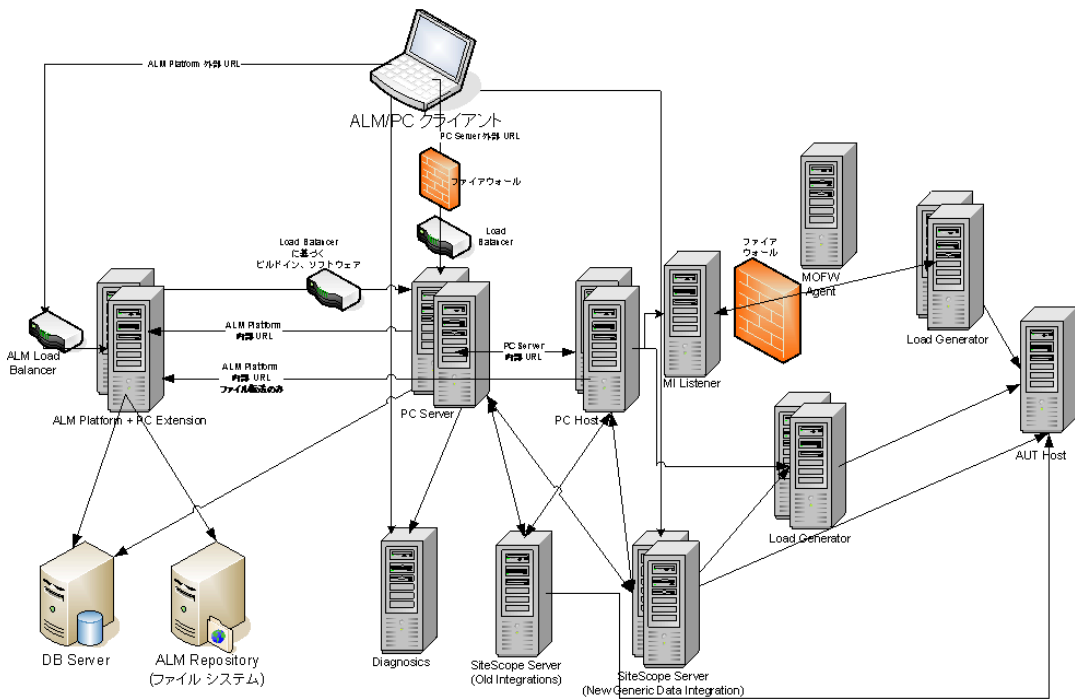 ALM Platform 外部 URL
ALM/PC クライアント
PC Server 外部 URL
ファイアウォール
Load
Balancer
Load Balancer
に基づく
ビルドイン、ソフトウェア
ファイア
ウォール
MOFW
Agent
Load Generator
ALM Platform
内部 URL
PC Server
内部 URL
ALM Load
Balancer
ALM Platform
内部 URL
ファイル転送のみ
MI Listener
ALM Platform + PC Extension
PC Server
PC Host
AUT Host
Load Generator
DB Server
ALM Repository
(ファイル システム)
Diagnostics
SiteScope Server
(Old Integrations)
SiteScope Server
(New Generic Data Integration)